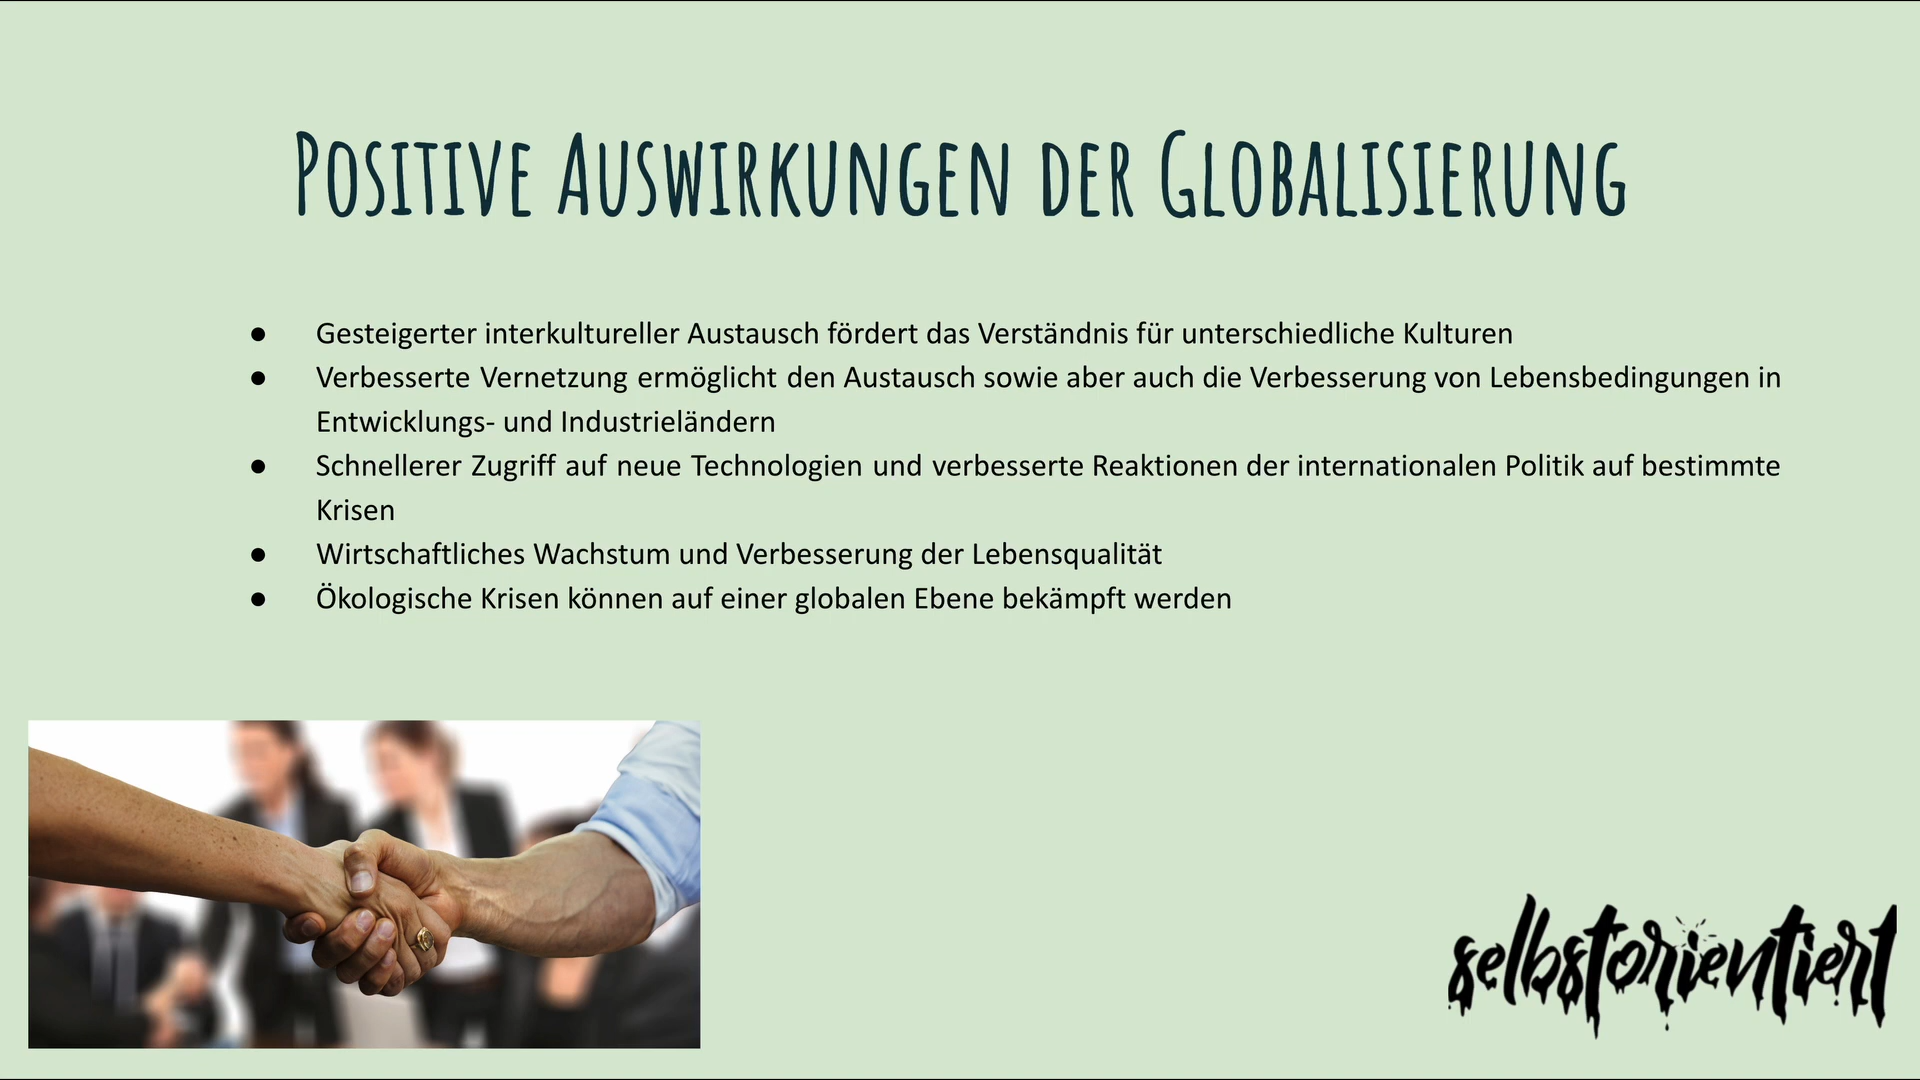 Positive Auswirkungen der Globalisierung
● Gesteigerter interkultureller Austausch fördert das Verständnis für unterschiedliche Kulturen
● Verbesserte Vernetzung ermöglicht den Austausch sowie aber auch die Verbesserung von Lebensbedingungen in
Entwicklungs- und Industrieländern
● Schnellerer Zugriff auf neue Technologien und verbesserte Reaktionen der internationalen Politik auf bestimmte
Krisen
● Wirtschaftliches Wachstum und Verbesserung der Lebensqualität
● Ökologische Krisen können auf einer globalen Ebene bekämpft werden
selbstorientiert